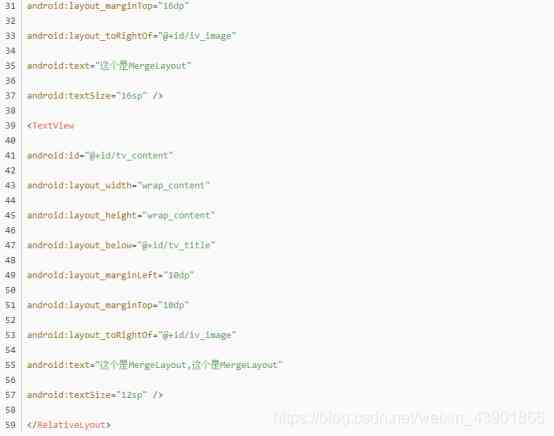 31 android:layout_marginTop="16dp"
32
33 android:layout_toRightOf="@+id/iv_image"
34
35 android:text="这个是MergeLayout"
36
37 android:textSize="16sp" />
38
39 <TextView
40
41 android:id="@+id/tv_content"
42
43 android:layout_width="wrap_content"
44
45 android:layout_height="wrap_content"
46
47 android:layout_below="@+id/tv_title"
48
49 android:layout_marginLeft="10dp"
50
51 android:layout_marginTop="10dp"
52
53 android:layout_toRightOf="@+id/iv_image"
54
55 android:text="这个是MergeLayout,这个是MergeLayout"
56
57 android:textSize="12sp" />
58
59 </RelativeLyout>
https://blog.csdn.net/weixin_43901866